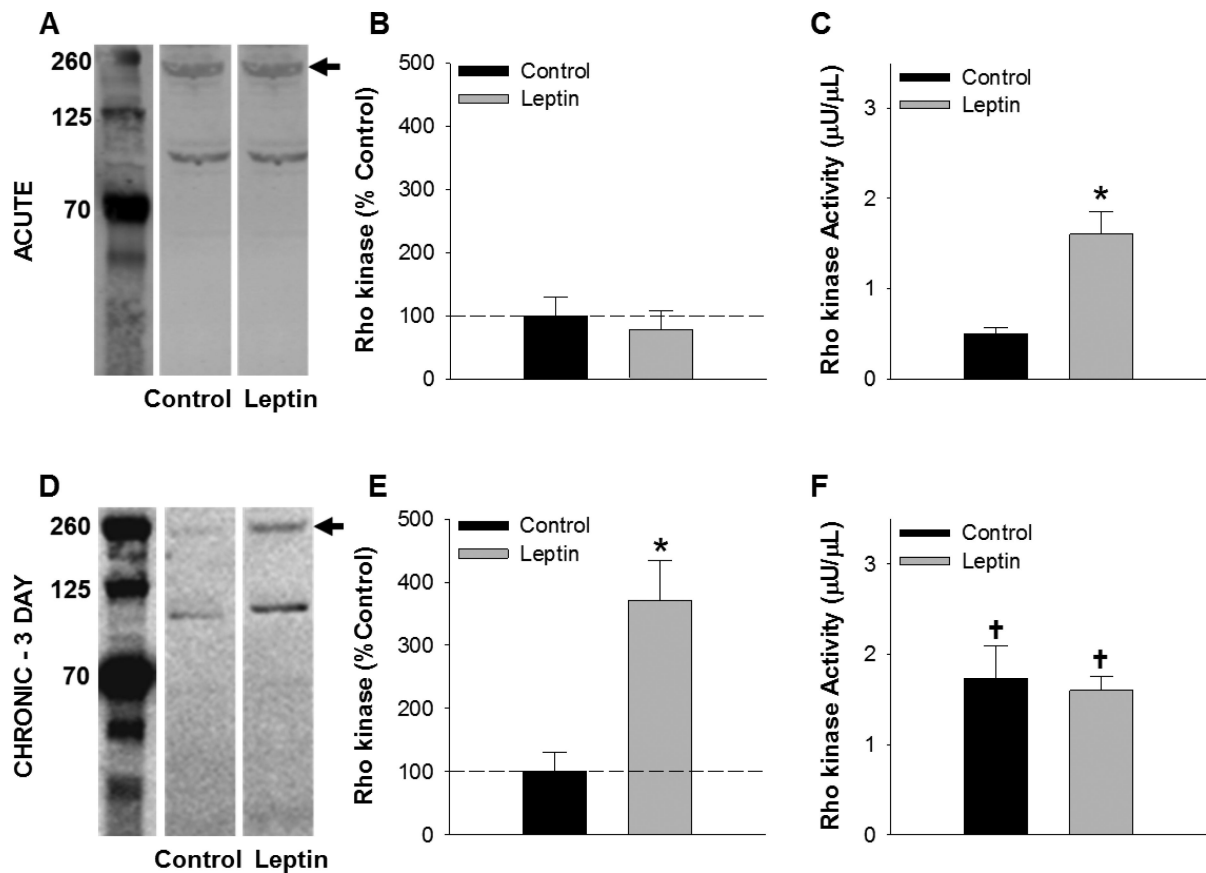 A
260
125
70
ACUTE
Control Leptin
B
Rho kinase (% Control)
500
400
300
200
100
0
Control
Leptin
C
Rho kinase Activity (μU/μL)
3
2
1
0
Control
Leptin
*
D
260
125
70
CHRONIC - 3 DAY
Control Leptin
E
Rho kinase (%Control)
500
400
300
200
100
0
Control
Leptin
*
F
Rho kinase Activity (μU/μL)
3
2
1
0
Control
Leptin
✝
✝